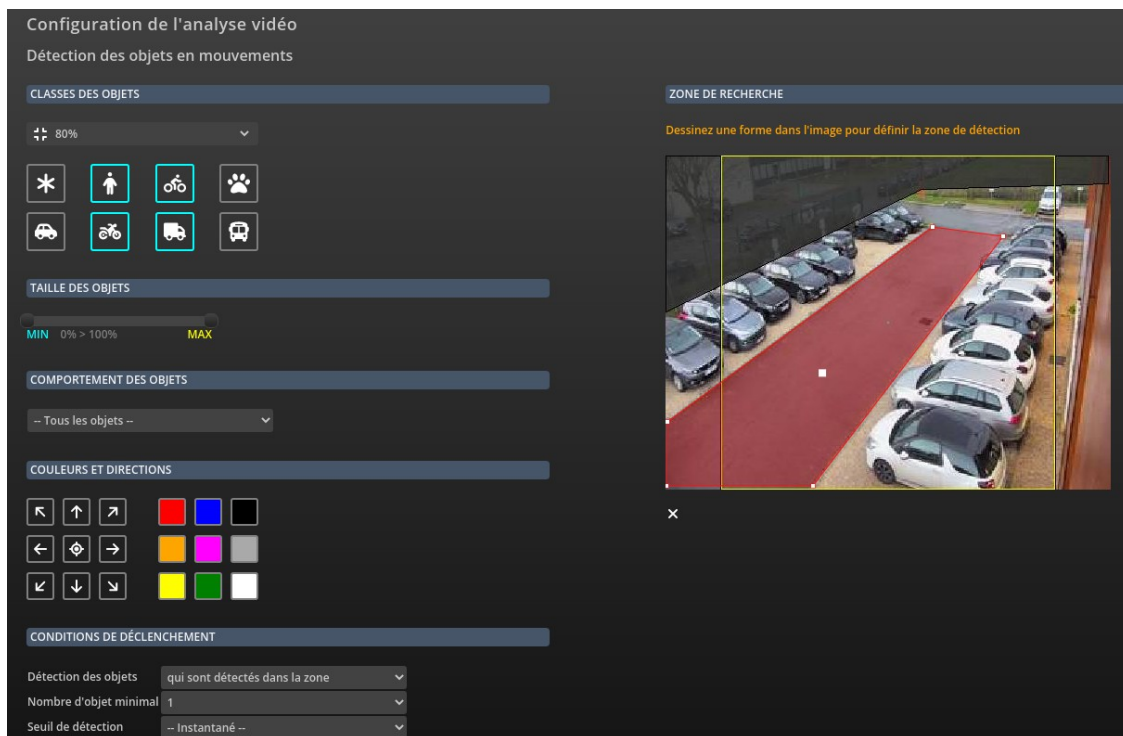 Configuration de l'analyse vidéo
Détection des objets en mouvements
CLASSES DES OBJETS
80%
TAILLE DES OBJETS
MIN 0% > 100% MAX
COMPORTEMENT DES OBJETS
-- Tous les objets --
COULEURS ET DIRECTIONS
CONDITIONS DE DÉCLENCHEMENT
Détection des objets qui sont détectés dans la zone
Nombre d'objet minimal 1
Seuil de détection -- Instantané --
ZONE DE RECHERCHE
Dessinez une forme dans l'image pour définir la zone de détection